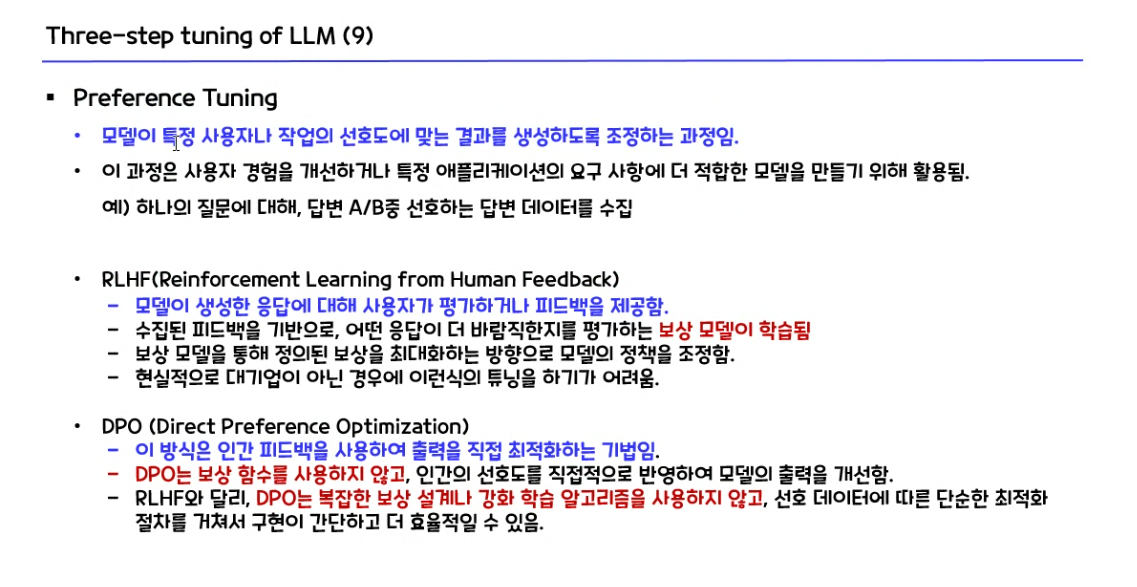 Three-step tuning of LLM (9)
▪ Preference Tuning
• 모델이 특정 사용자나 작업의 선호도에 맞는 결과를 생성하도록 조정하는 과정임.
• 이 과정은 사용자 경험을 개선하거나 특정 애플리케이션의 요구 사항에 더 적합한 모델을 만들기 위해 활용됨.
예) 하나의 질문에 대해, 답변 A/B중 선호하는 답변 데이터를 수집
• RLHF(Reinforcement Learning from Human Feedback)
– 모델이 생성한 응답에 대해 사용자가 평가하거나 피드백을 제공함.
– 수집된 피드백을 기반으로, 어떤 응답이 더 바람직한지를 평가하는 보상 모델이 학습됨
– 보상 모델을 통해 정의된 보상을 최대화하는 방향으로 모델의 정책을 조정함.
– 현실적으로 대기업이 아닌 경우에 이런식의 튜닝을 하기가 어려움.
• DPO (Direct Preference Optimization)
– 이 방식은 인간 피드백을 사용하여 출력을 직접 최적화하는 기법임.
– DPO는 보상 함수를 사용하지 않고, 인간의 선호도를 직접적으로 반영하여 모델의 출력을 개선함.
– RLHF와 달리, DPO는 복잡한 보상 설계나 강화 학습 알고리즘을 사용하지 않고, 선호 데이터에 따른 단순한 최적화
절차를 거쳐서 구현이 간단하고 더 효율적일 수 있음.